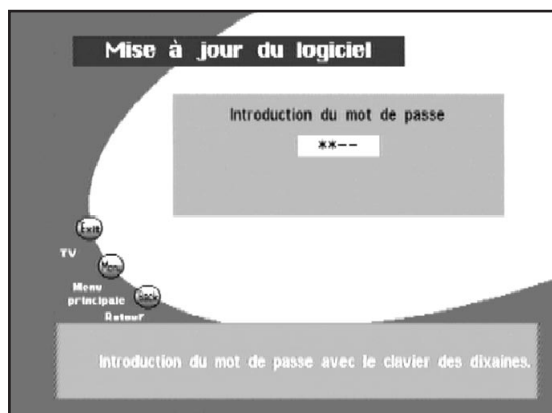 Mise à jour du logiciel
Introduction du mot de passe
**--
Exit
TV
Menu
Menu
principale
Back
Retour
Introduction du mot de passe avec le clavier des dixaines.